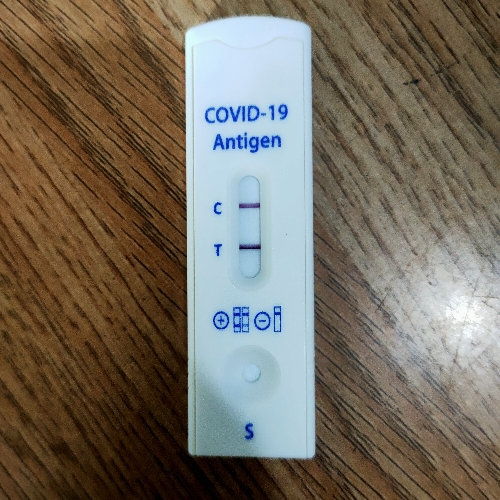 COVID-19
Antigen
C
T
+ -
S